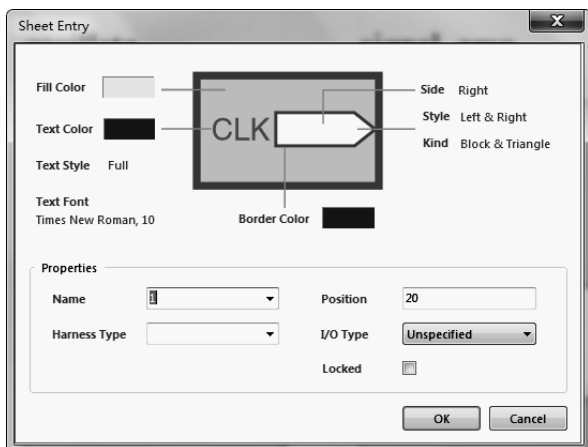 Sheet Entry
Fill Color
Side Right
Text Color
CLK
Style Left & Right
Kind Block & Triangle
Text Style Full
Text Font
Times New Roman, 10
Border Color
Properties
Name 1
Position 20
Harness Type
I/O Type Unspecified
Locked
OK
Cancel